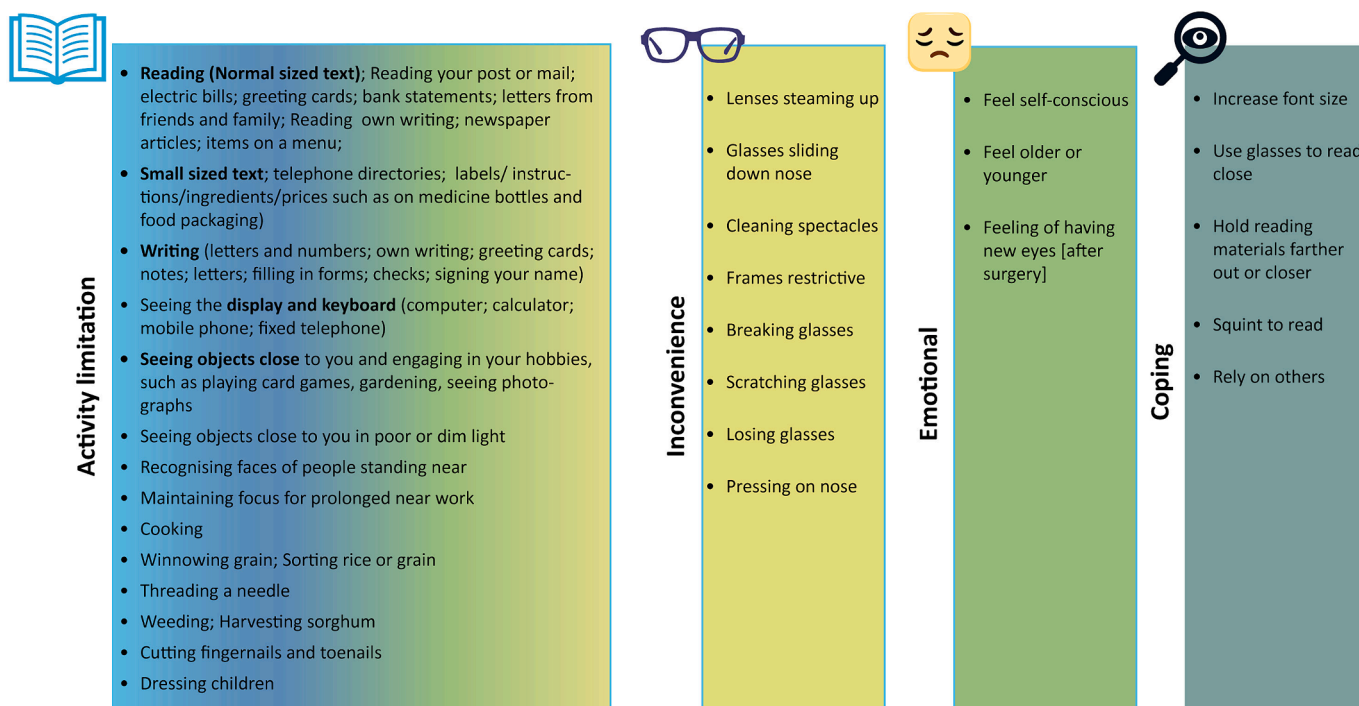 Activity limitation
• Reading (Normal sized text); Reading your post or mail;
electric bills; greeting cards; bank statements; letters from
friends and family; Reading own writing; newspaper
articles; items on a menu;
• Small sized text; telephone directories; labels/ instruc-
tions/ingredients/prices such as on medicine bottles and
food packaging)
• Writing (letters and numbers; own writing; greeting cards;
notes; letters; filling in forms; checks; signing your name)
• Seeing the display and keyboard (computer; calculator;
mobile phone; fixed telephone)
• Seeing objects close to you and engaging in your hobbies,
such as playing card games, gardening, seeing photo-
graphs
• Seeing objects close to you in poor or dim light
• Recognising faces of people standing near
• Maintaining focus for prolonged near work
• Cooking
• Winnowing grain; Sorting rice or grain
• Threading a needle
• Weeding; Harvesting sorghum
• Cutting fingernails and toenails
• Dressing children
Inconvenience
• Lenses steaming up
• Glasses sliding
down nose
• Cleaning spectacles
• Frames restrictive
• Breaking glasses
• Scratching glasses
• Losing glasses
• Pressing on nose
Emotional
• Feel self-conscious
• Feel older or
younger
• Feeling of having
new eyes [after
surgery]
Coping
• Increase font size
• Use glasses to read
close
• Hold reading
materials farther
out or closer
• Squint to read
• Rely on others